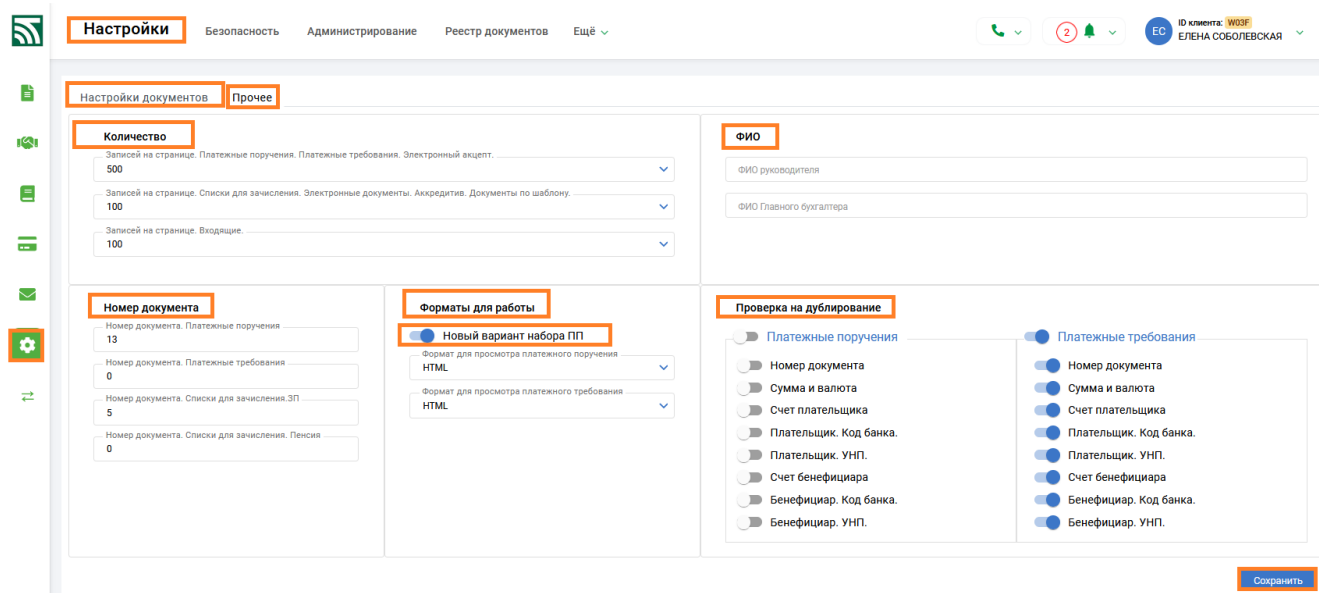 Настройки
Безопасность
Администрирование
Реестр документов
Ещё
2
ЕС
ID клиента: W03F
ЕЛЕНА СОБОЛЕВСКАЯ
Настройки документов
Прочее
Количество
Записей на странице. Платежные поручения. Платежные требования. Электронный акцепт.
500
Записей на странице. Списки для зачисления. Электронные документы. Аккредитив. Документы по шаблону.
100
Записей на странице. Входящие.
100
ФИО
ФИО руководителя
ФИО Главного бухгалтера
Номер документа
Номер документа. Платежные поручения
13
Номер документа. Платежные требования
0
Номер документа. Списки для зачисления.ЗП
5
Номер документа. Списки для зачисления. Пенсия
0
Форматы для работы
Новый вариант набора ПП
Формат для просмотра платежного поручения
HTML
Формат для просмотра платежного требования
HTML
Проверка на дублирование
Платежные поручения
Номер документа
Сумма и валюта
Счет плательщика
Плательщик. Код банка.
Плательщик. УНП.
Счет бенефициара
Бенефициар. Код банка.
Бенефициар. УНП.
Платежные требования
Номер документа
Сумма и валюта
Счет плательщика
Плательщик. Код банка.
Плательщик. УНП.
Счет бенефициара
Бенефициар. Код банка.
Бенефициар. УНП.
Сохранить